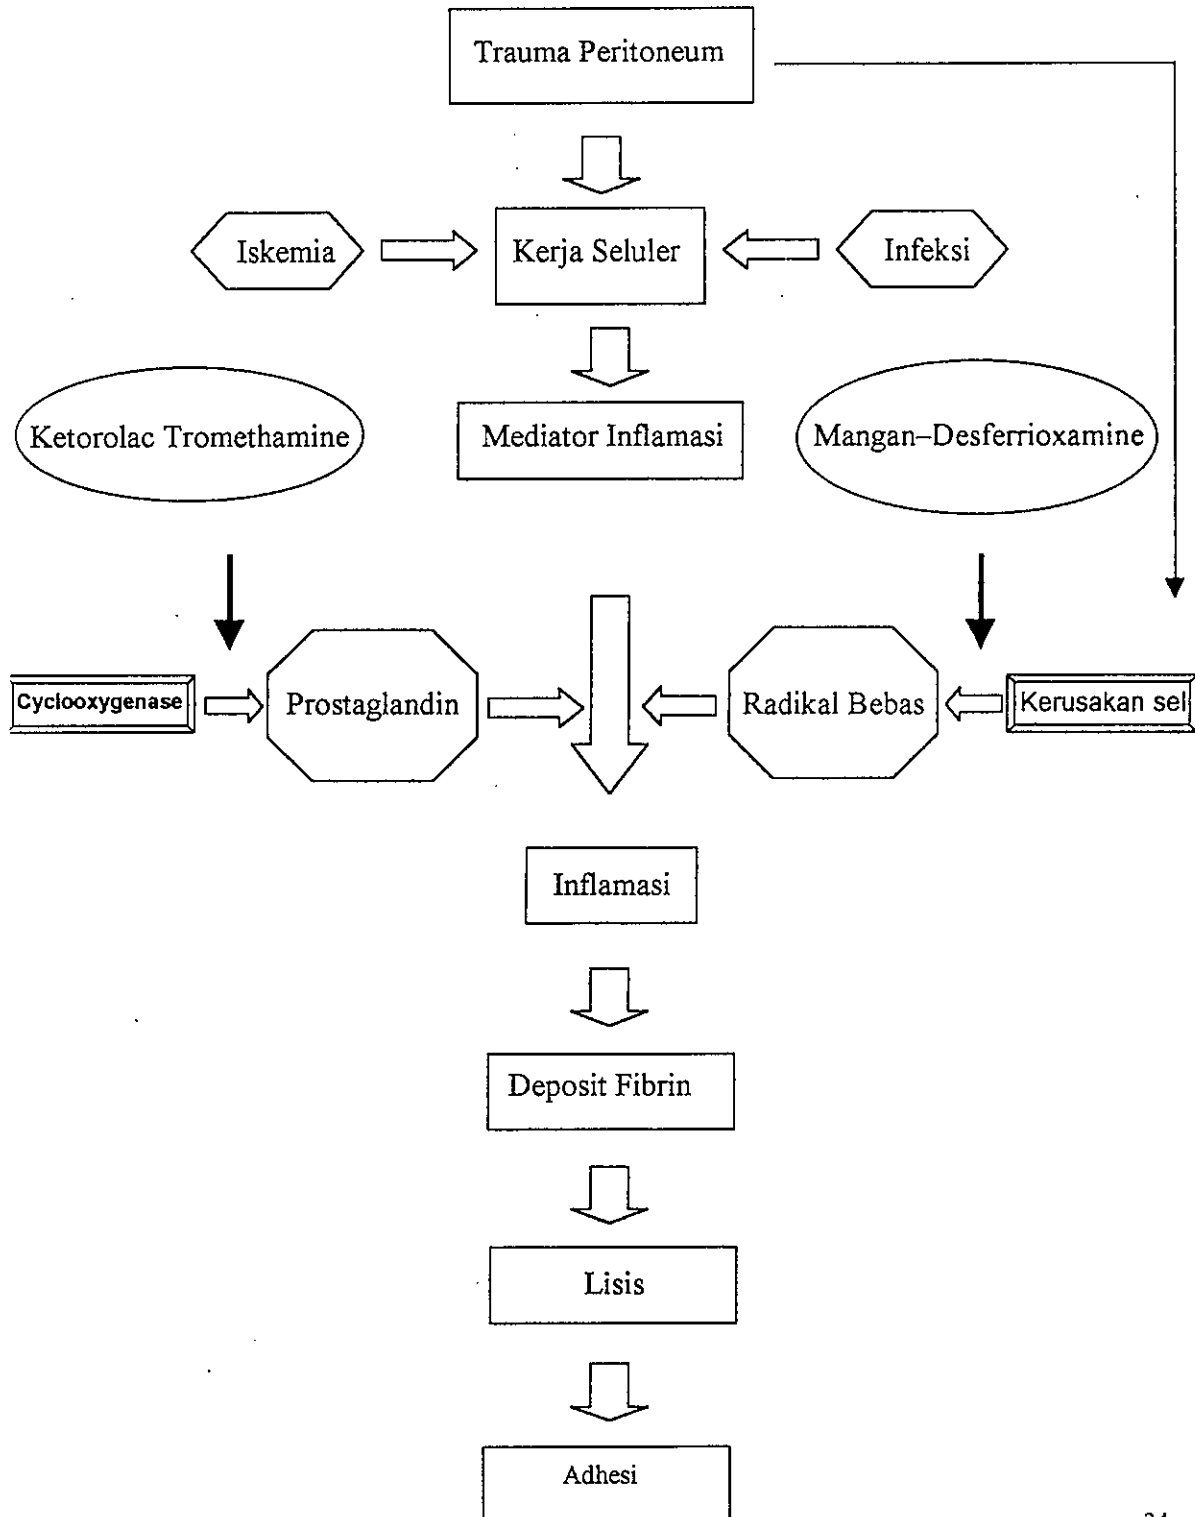 Trauma Peritoneum
Iskemia
Kerja Seluler
Infeksi
Ketorolac Tromethamine
Mediator Inflamasi
Mangan–Desferrioxamine
Cyclooxygenase
Prostaglandin
Radikal Bebas
Kerusakan sel
Inflamasi
Deposit Fibrin
Lisis
Adhesi